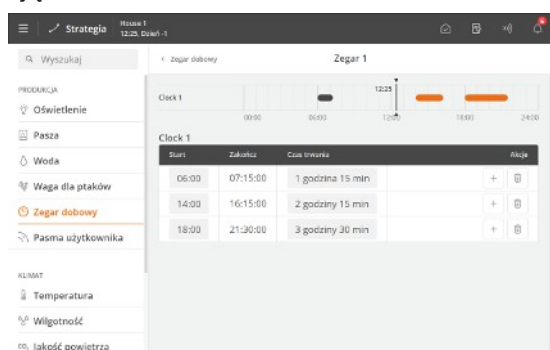 Strategia
House 1
12:25, Dzień -1
Wyszukaj
Zegar dobowy
Zegar 1
PRODUKCJA
Oświetlenie
Pasza
Woda
Waga dla ptaków
Zegar dobowy
Pasma użytkownika
KLIMAT
Temperatura
Wilgotność
CO₂ Jakość powietrza
Clock 1
12:25
00:00 06:00 12:00 18:00 24:00
Clock 1
Start Zakończ Czas trwania Akcje
06:00 07:15:00 1 godzina 15 min
14:00 16:15:00 2 godziny 15 min
18:00 21:30:00 3 godziny 30 min